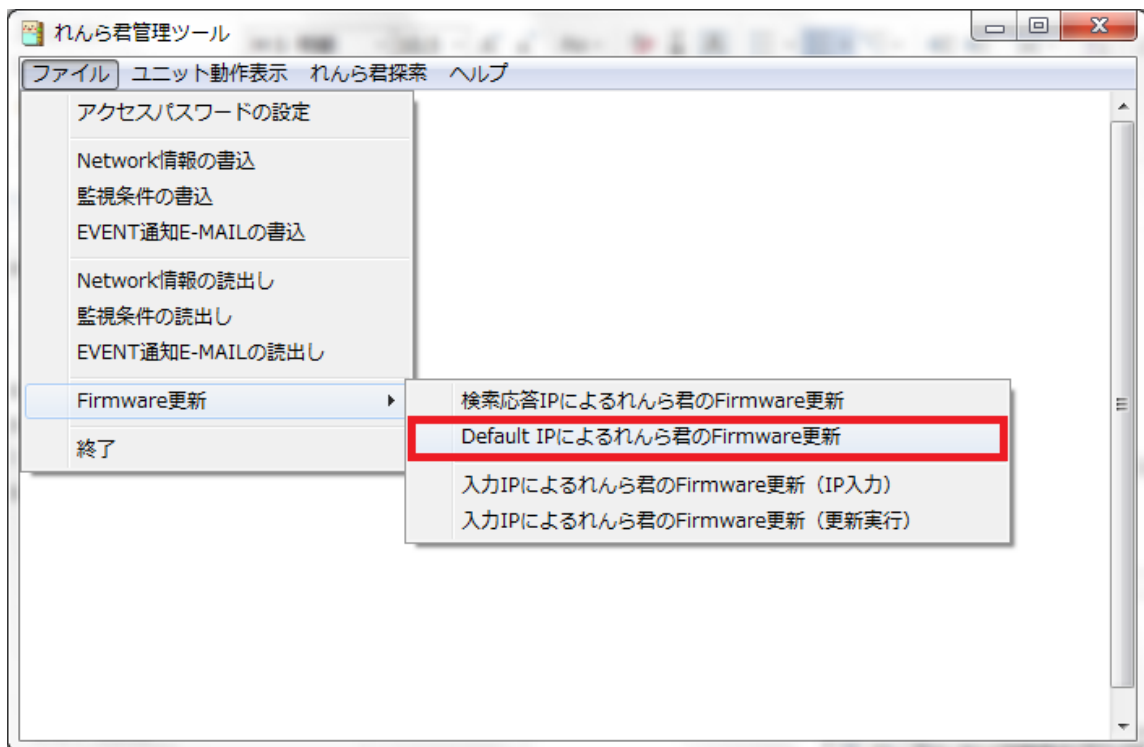 れんら君管理ツール
ファイル ユニット動作表示 れんら君探索 ヘルプ
アクセスパスワードの設定
Network情報の書込
監視条件の書込
EVENT通知E-MAILの書込
Network情報の読出し
監視条件の読出し
EVENT通知E-MAILの読出し
Firmware更新
終了
検索応答IPによるれんら君のFirmware更新
Default IPによるれんら君のFirmware更新
入力IPによるれんら君のFirmware更新（IP入力）
入力IPによるれんら君のFirmware更新（更新実行）